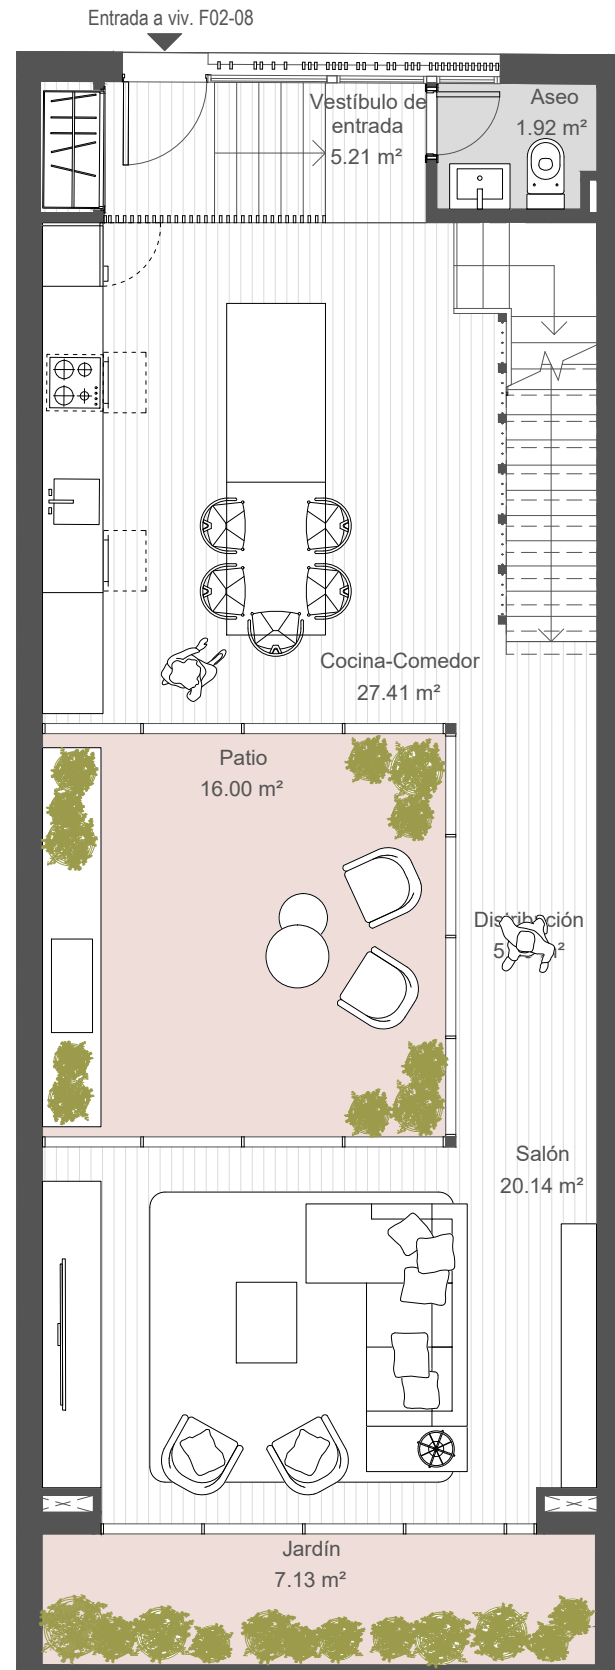 Entrada a viv. F02-08
Vestíbulo de
entrada
5.21 m²
Aseo
1.92 m²
Cocina-Comedor
27.41 m²
Patio
16.00 m²
Distribución
Salón
20.14 m²
Jardín
7.13 m²